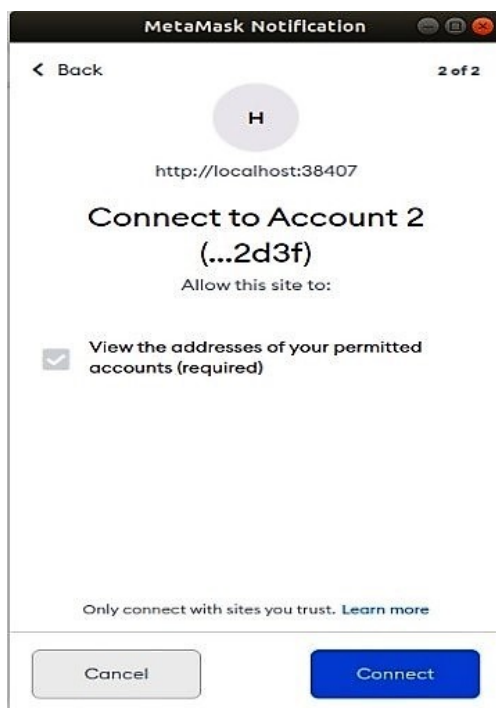 MetaMask Notification
< Back
2 of 2
H
http://localhost:38407
Connect to Account 2
(...2d3f)
Allow this site to:
View the addresses of your permitted
accounts (required)
Only connect with sites you trust. Learn more
Cancel
Connect